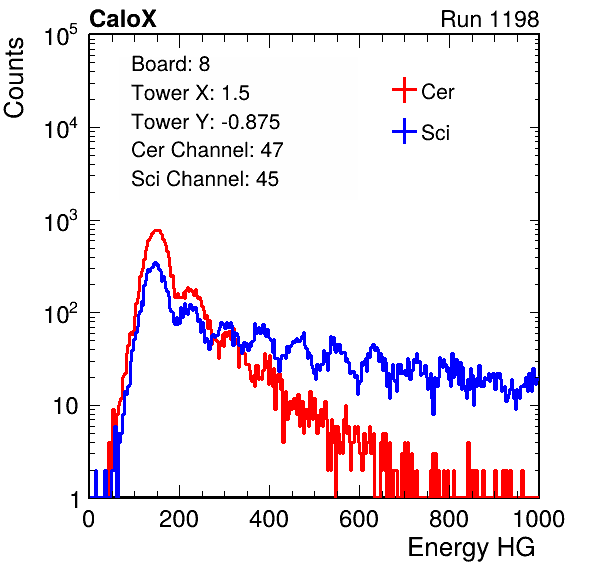 CaloX Run 1198
Counts
10^5
10^4
10^3
10^2
10
1
Board: 8
Tower X: 1.5
Tower Y: -0.875
Cer Channel: 47
Sci Channel: 45
Cer
Sci
0 200 400 600 800 1000
Energy HG